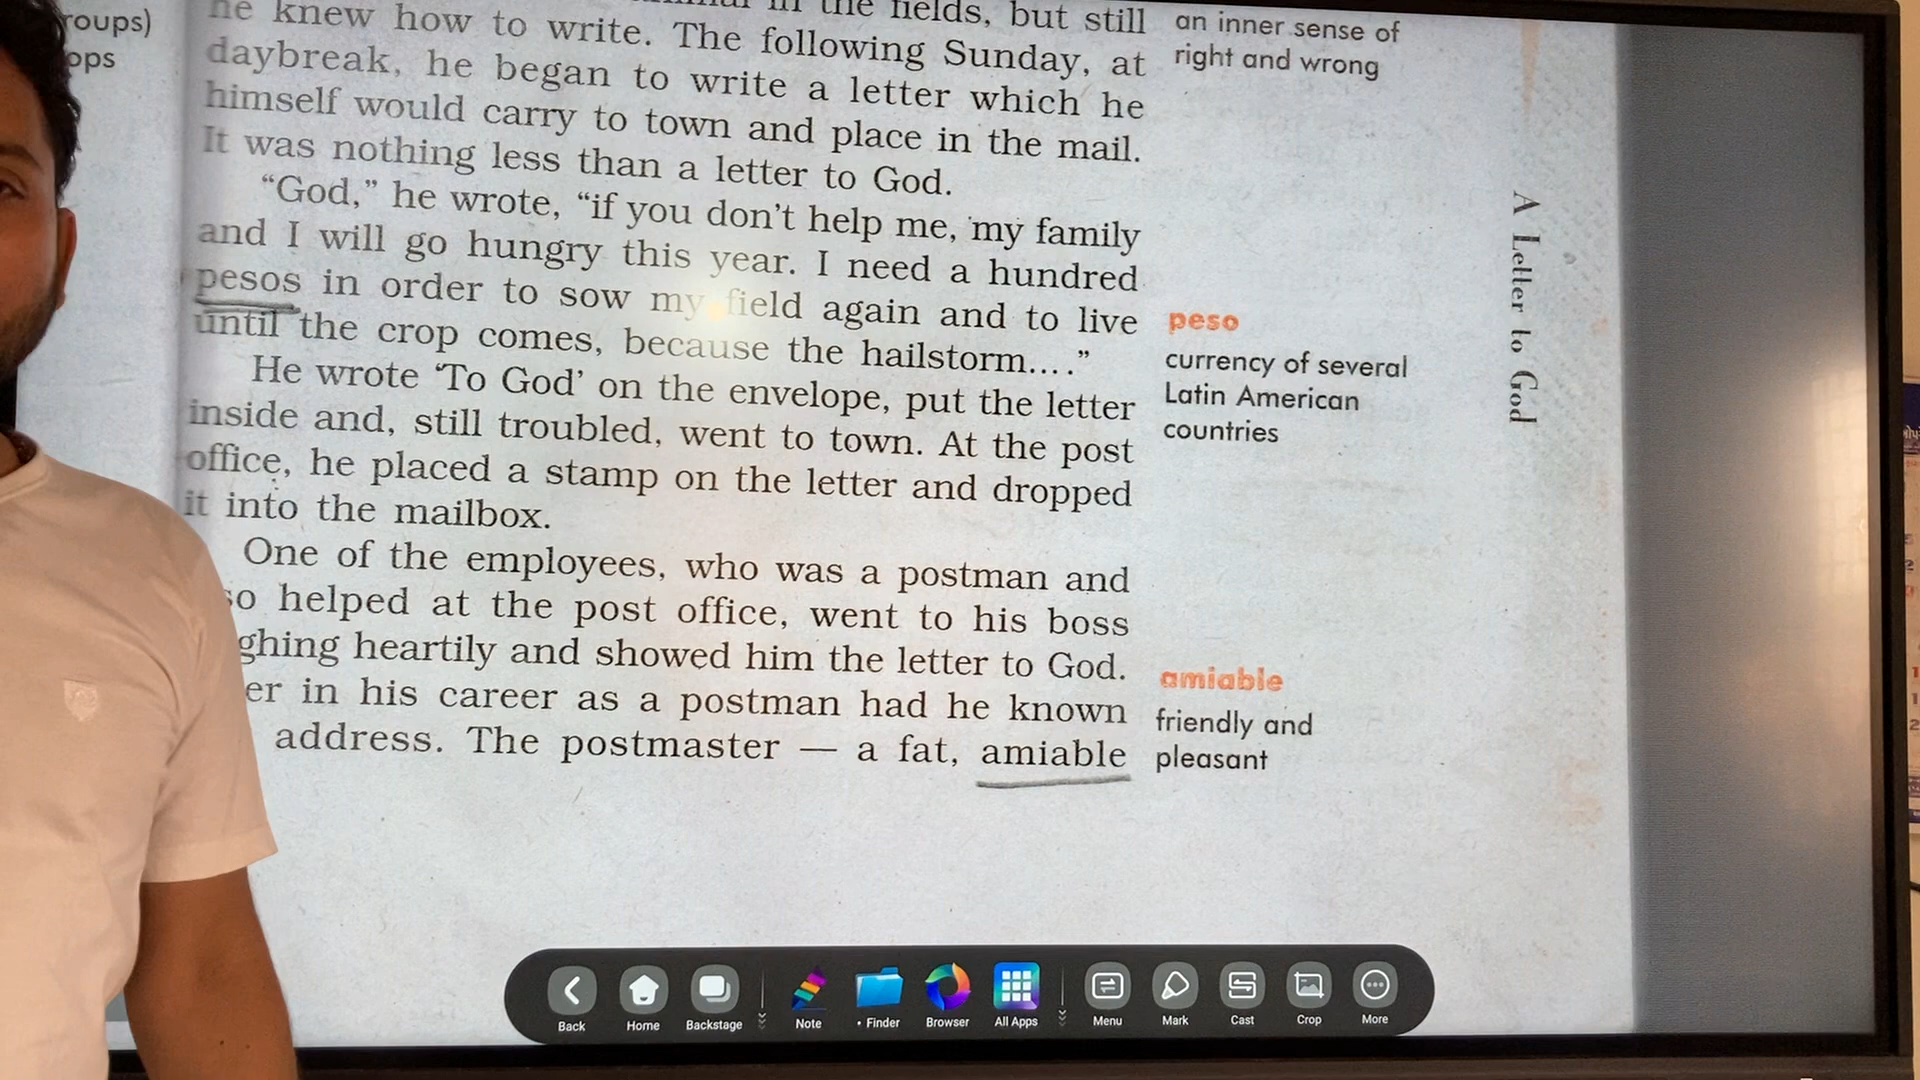 roups)
ops
he knew how to write. The following Sunday, at
daybreak, he began to write a letter which he
himself would carry to town and place in the mail.
It was nothing less than a letter to God.
“God,” he wrote, “if you don’t help me, my family
and I will go hungry this year. I need a hundred
pesos in order to sow my field again and to live
until the crop comes, because the hailstorm....”
He wrote ‘To God’ on the envelope, put the letter
inside and, still troubled, went to town. At the post
office, he placed a stamp on the letter and dropped
it into the mailbox.
One of the employees, who was a postman and
so helped at the post office, went to his boss
ghing heartily and showed him the letter to God.
er in his career as a postman had he known
address. The postmaster — a fat, amiable
in the fields, but still
an inner sense of
right and wrong
peso
currency of several
Latin American
countries
amiable
friendly and
pleasant
A Letter to God
Back
Home
Backstage
Note
• Finder
Browser
All Apps
Menu
Mark
Cast
Crop
More